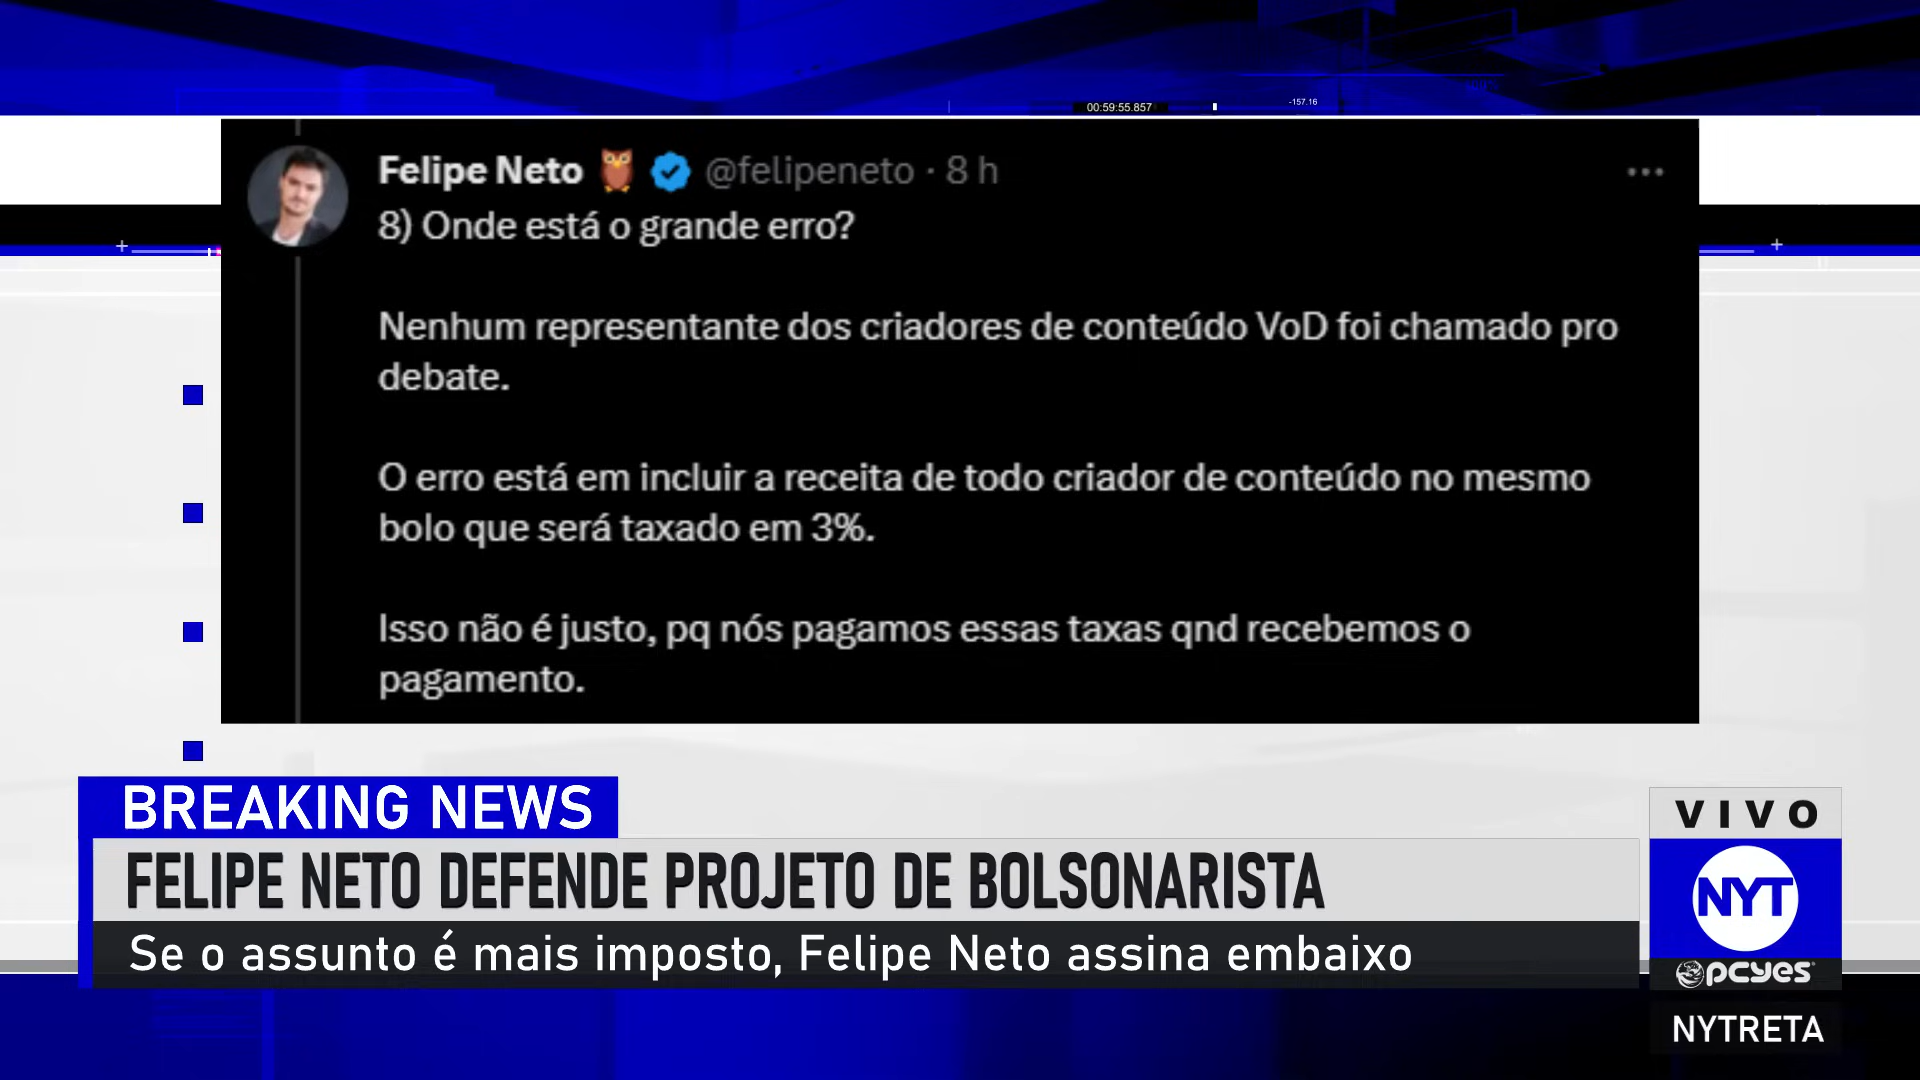 00:59:55.857
-157.16
Felipe Neto @felipeneto · 8 h
8) Onde está o grande erro?
Nenhum representante dos criadores de conteúdo VoD foi chamado pro
debate.
O erro está em incluir a receita de todo criador de conteúdo no mesmo
bolo que será taxado em 3%.
Isso não é justo, pq nós pagamos essas taxas qnd recebemos o
pagamento.
BREAKING NEWS
FELIPE NETO DEFENDE PROJETO DE BOLSONARISTA
Se o assunto é mais imposto, Felipe Neto assina embaixo
VIVO
NYT
pcyes
NYTRETA